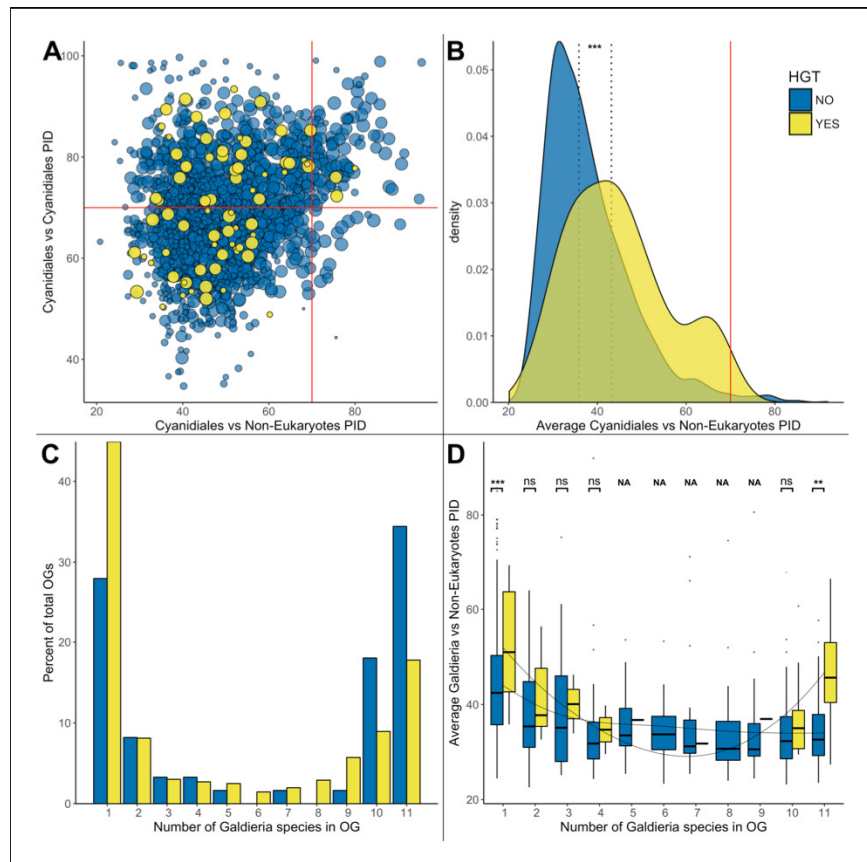 A
100
80
60
40
20
40
60
80
Cyanidiales vs Cyanidiales PID
Cyanidiales vs Non-Eukaryotes PID
B
***
HGT
NO
YES
0.05
0.04
0.03
0.02
0.01
0.00
20
40
60
80
density
Average Cyanidiales vs Non-Eukaryotes PID
C
40
30
20
10
0
1
2
3
4
5
6
7
8
9
10
11
Percent of total OGs
Number of Galdieria species in OG
D
***
ns
ns
ns
NA
NA
NA
NA
NA
ns
**
80
60
40
20
1
2
3
4
5
6
7
8
9
10
11
Average Galdieria vs Non-Eukaryotes PID
Number of Galdieria species in OG